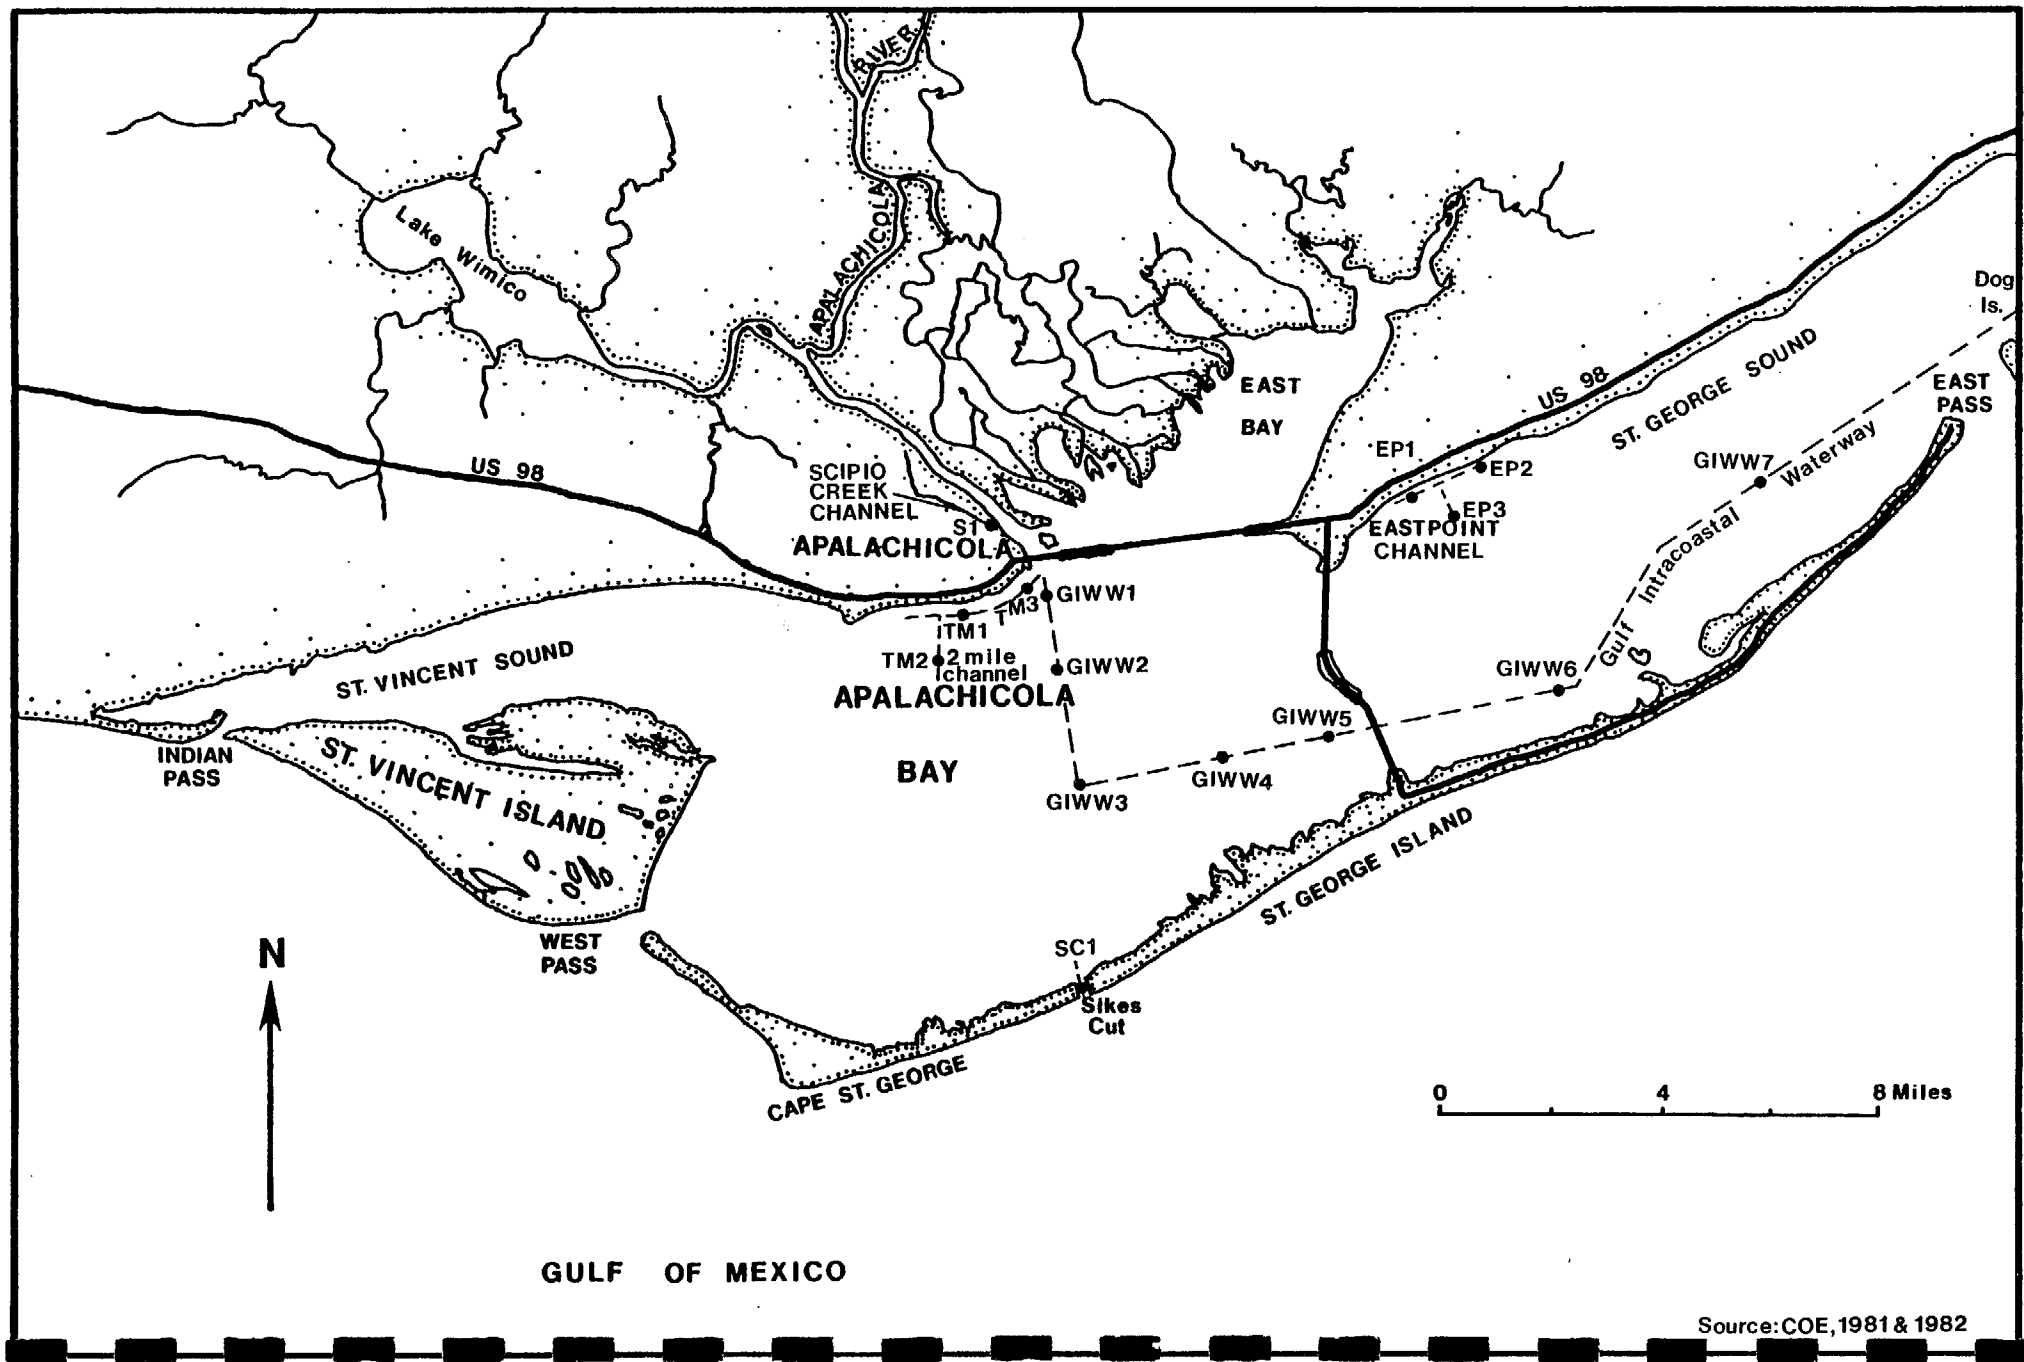 RIVER
APALACHICOLA
Lake Wimico
Dog
Is.
EAST
BAY
EAST
PASS
US 98
ST. GEORGE SOUND
EP1
EP2
EP3
EASTPOINT
CHANNEL
GIWW7
Gulf Intracoastal Waterway
US 98
SCIPIO
CREEK
CHANNEL
S1
APALACHICOLA
TM3
GIWW1
TM1
TM2
2 mile
channel
GIWW2
APALACHICOLA
BAY
ST. VINCENT SOUND
GIWW6
GIWW5
GIWW4
GIWW3
INDIAN
PASS
ST. VINCENT ISLAND
ST. GEORGE ISLAND
WEST
PASS
SC1
Sikes
Cut
CAPE ST. GEORGE
N
0 4 8 Miles
GULF OF MEXICO
Source:COE,1981 & 1982